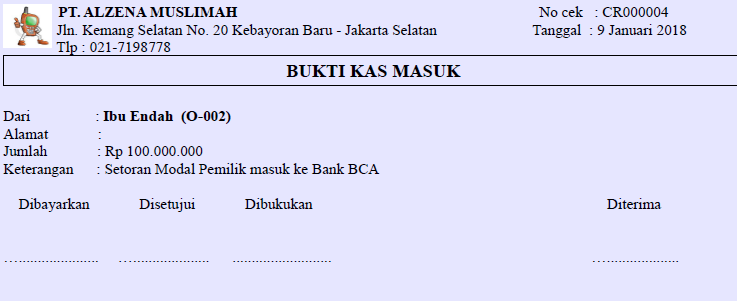 PT. ALZENA MUSLIMAH No cek : CR000004
Jln. Kemang Selatan No. 20 Kebayoran Baru - Jakarta Selatan Tanggal : 9 Januari 2018
Tlp : 021-7198778
BUKTI KAS MASUK
Dari : Ibu Endah (O-002)
Alamat :
Jumlah : Rp 100.000.000
Keterangan : Setoran Modal Pemilik masuk ke Bank BCA
Dibayarkan Disetujui Dibukukan Diterima
........................ ........................ .......................... ......................